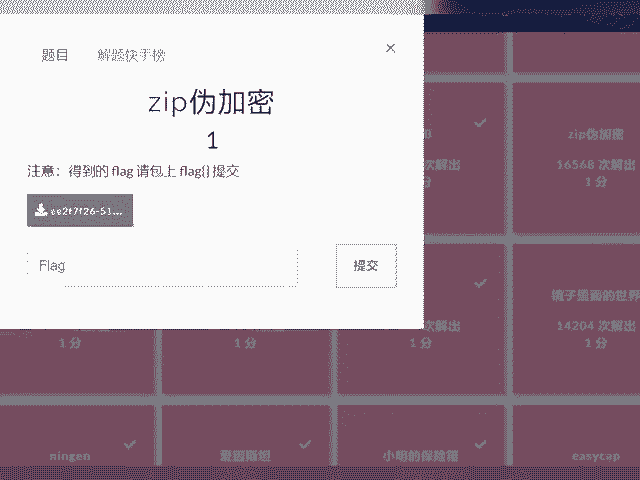 题目 解题快手榜 ×
zip伪加密
1
注意：得到的 flag 请包上 flag{} 提交
ee2f7f26-51...
Flag
提交
zip伪加密
次解出 16568 次解出
分 1 分
镜子里面的世界
次解出 14204 次解出
1 分 1 分 1 分 1 分
ningen 爱因斯坦 小明的保险箱 easycap